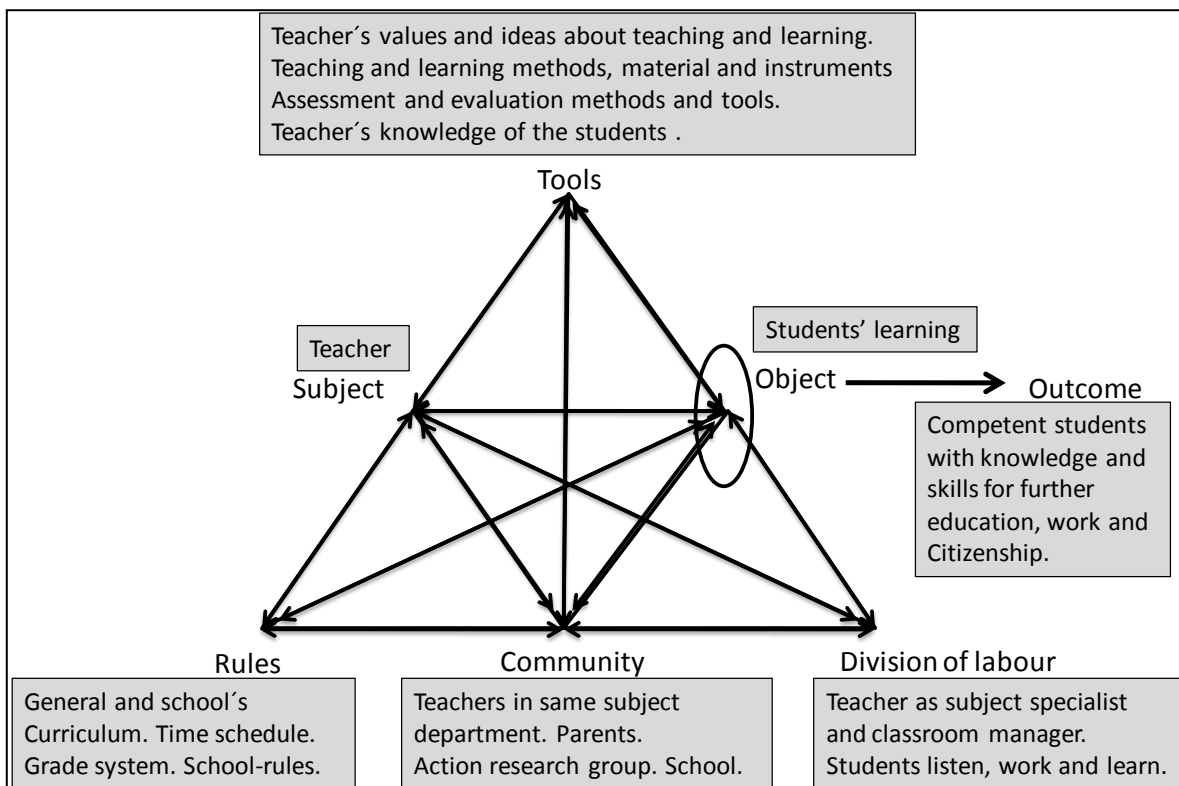 Teacher´s values and ideas about teaching and learning.
Teaching and learning methods, material and instruments
Assessment and evaluation methods and tools.
Teacher´s knowledge of the students .
Tools
Students’ learning
Teacher
Subject
Object
Outcome
Competent students
with knowledge and
skills for further
education, work and
Citizenship.
Rules
Community
Division of labour
General and school´s
Curriculum. Time schedule.
Grade system. School-rules.
Teachers in same subject
department. Parents.
Action research group. School.
Teacher as subject specialist
and classroom manager.
Students listen, work and learn.